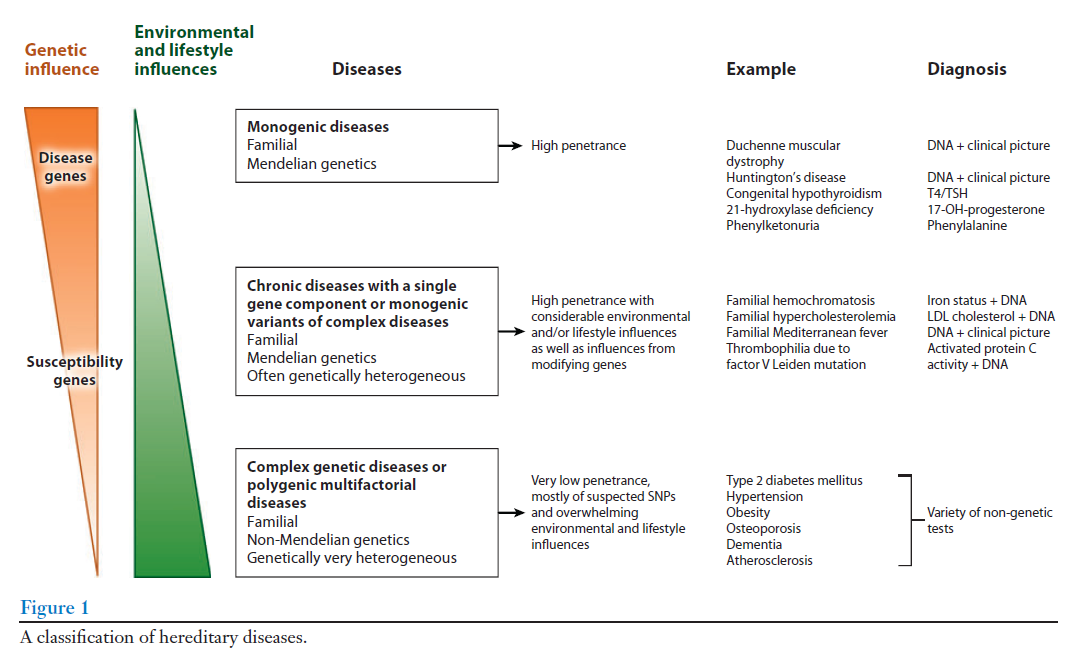 Genetic
influence
Environmental
and lifestyle
influences
Diseases
Example
Diagnosis
Disease
genes
Susceptibility
genes
Monogenic diseases
Familial
Mendelian genetics
High penetrance
Duchenne muscular
dystrophy
Huntington's disease
Congenital hypothyroidism
21-hydroxylase deficiency
Phenylketonuria
DNA + clinical picture
DNA + clinical picture
T4/TSH
17-OH-progesterone
Phenylalanine
Chronic diseases with a single
gene component or monogenic
variants of complex diseases
Familial
Mendelian genetics
Often genetically heterogeneous
High penetrance with
considerable environmental
and/or lifestyle influences
as well as influences from
modifying genes
Familial hemochromatosis
Familial hypercholesterolemia
Familial Mediterranean fever
Thrombophilia due to
factor V Leiden mutation
Iron status + DNA
LDL cholesterol + DNA
DNA + clinical picture
Activated protein C
activity + DNA
Complex genetic diseases or
polygenic multifactorial
diseases
Familial
Non-Mendelian genetics
Genetically very heterogeneous
Very low penetrance,
mostly of suspected SNPs
and overwhelming
environmental and lifestyle
influences
Type 2 diabetes mellitus
Hypertension
Obesity
Osteoporosis
Dementia
Atherosclerosis
Variety of non-genetic
tests
Figure 1
A classification of hereditary diseases.